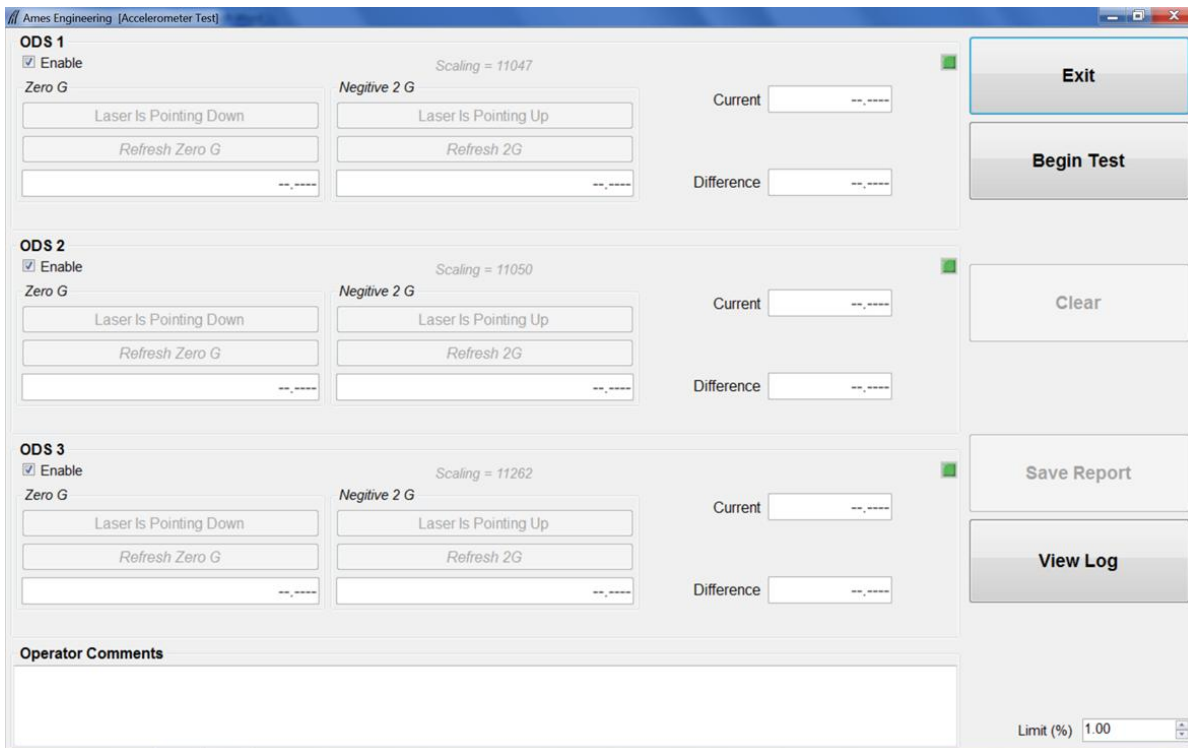 Ames Engineering [Accelerometer Test]
ODS 1
Enable
Scaling = 11047
Zero G
Negitive 2 G
Laser Is Pointing Down
Laser Is Pointing Up
Current --.----
Refresh Zero G
Refresh 2G
--.----
--.----
Difference --.----
ODS 2
Enable
Scaling = 11050
Zero G
Negitive 2 G
Laser Is Pointing Down
Laser Is Pointing Up
Current --.----
Refresh Zero G
Refresh 2G
--.----
--.----
Difference --.----
ODS 3
Enable
Scaling = 11262
Zero G
Negitive 2 G
Laser Is Pointing Down
Laser Is Pointing Up
Current --.----
Refresh Zero G
Refresh 2G
--.----
--.----
Difference --.----
Operator Comments
Exit
Begin Test
Clear
Save Report
View Log
Limit (%) 1.00